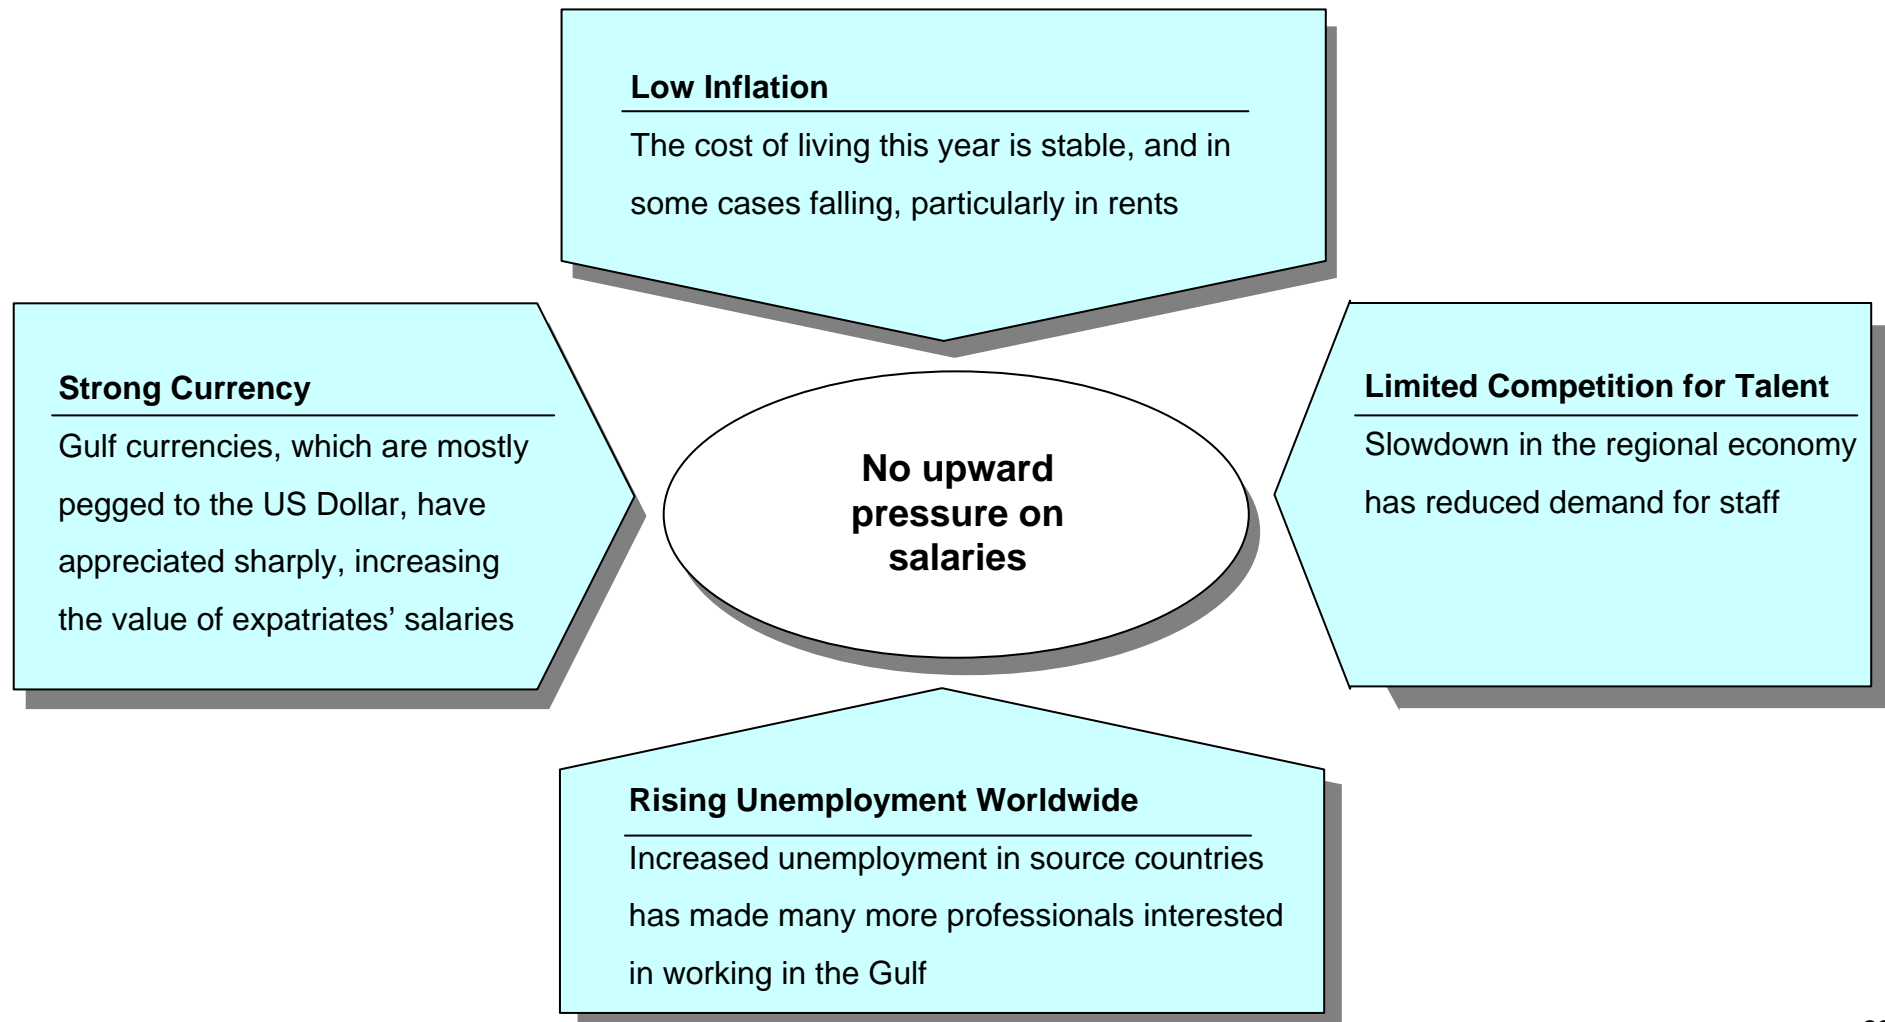 Low Inflation
The cost of living this year is stable, and in
some cases falling, particularly in rents
Strong Currency
Gulf currencies, which are mostly
pegged to the US Dollar, have
appreciated sharply, increasing
the value of expatriates’ salaries
No upward
pressure on
salaries
Limited Competition for Talent
Slowdown in the regional economy
has reduced demand for staff
Rising Unemployment Worldwide
Increased unemployment in source countries
has made many more professionals interested
in working in the Gulf